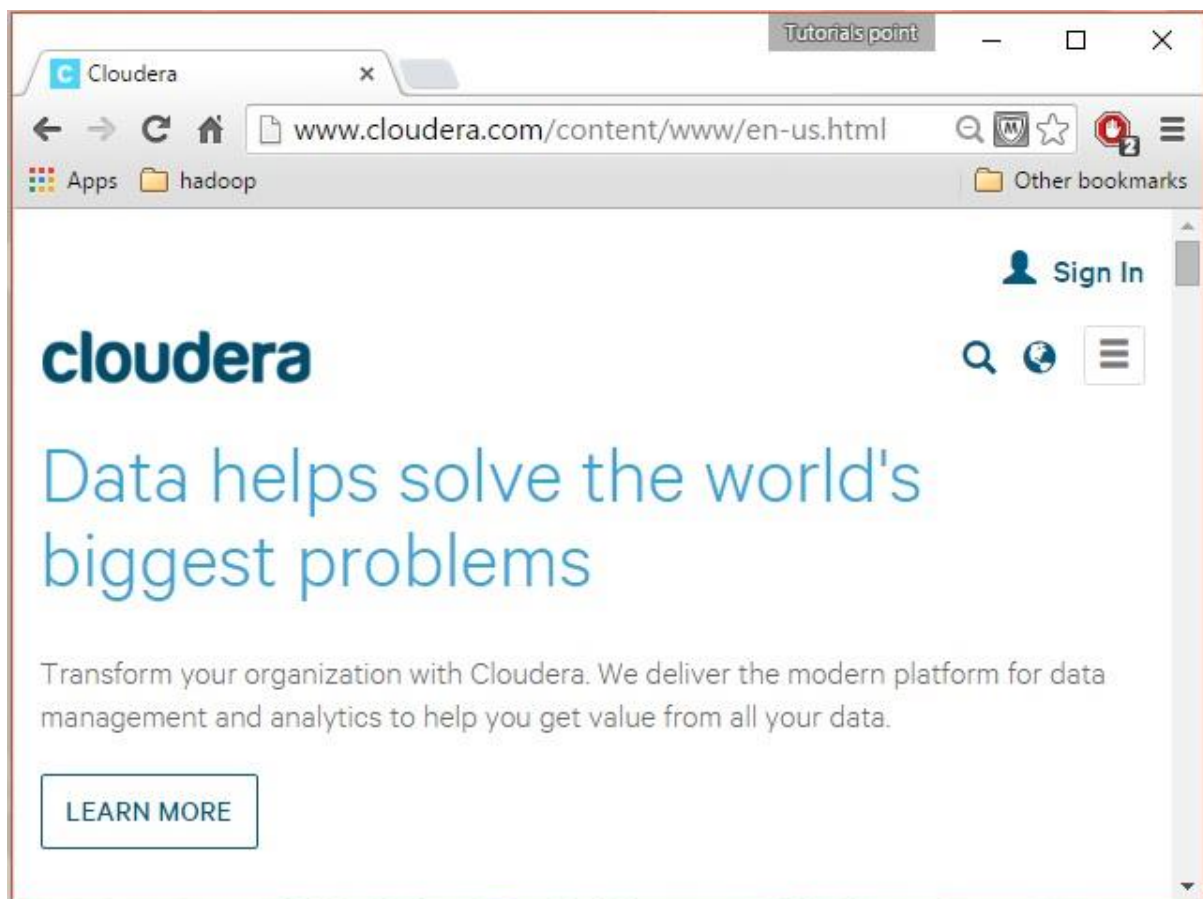 Tutorials point
C Cloudera
www.cloudera.com/content/www/en-us.html
M
2
Apps hadoop Other bookmarks
Sign In
cloudera
Data helps solve the world's
biggest problems
Transform your organization with Cloudera. We deliver the modern platform for data
management and analytics to help you get value from all your data.
LEARN MORE